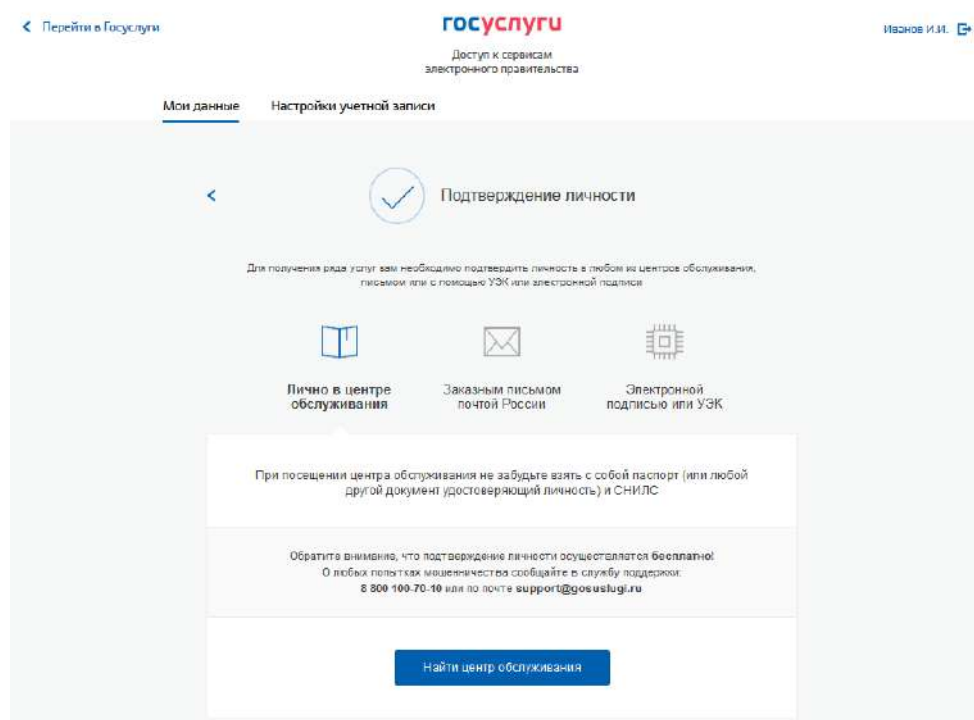 Перейти в Госуслуги
госуслуги
Иванов И.И.
Доступ к сервисам
электронного правительства
Мои данные
Настройки учетной записи
Подтверждение личности
Для получения ряда услуг вам необходимо подтвердить личность в любом из центров обслуживания,
письмом или с помощью УЭК или электронной подписи
Лично в центре
обслуживания
Заказным письмом
почтой России
Электронной
подписью или УЭК
При посещении центра обслуживания не забудьте взять с собой паспорт (или любой
другой документ удостоверяющий личность) и СНИЛС
Обратите внимание, что подтверждение личности осуществляется бесплатно!
О любых попытках мошенничества сообщайте в службу поддержки:
8 800 100-70-10 или по почте support@gosuslugi.ru
Найти центр обслуживания